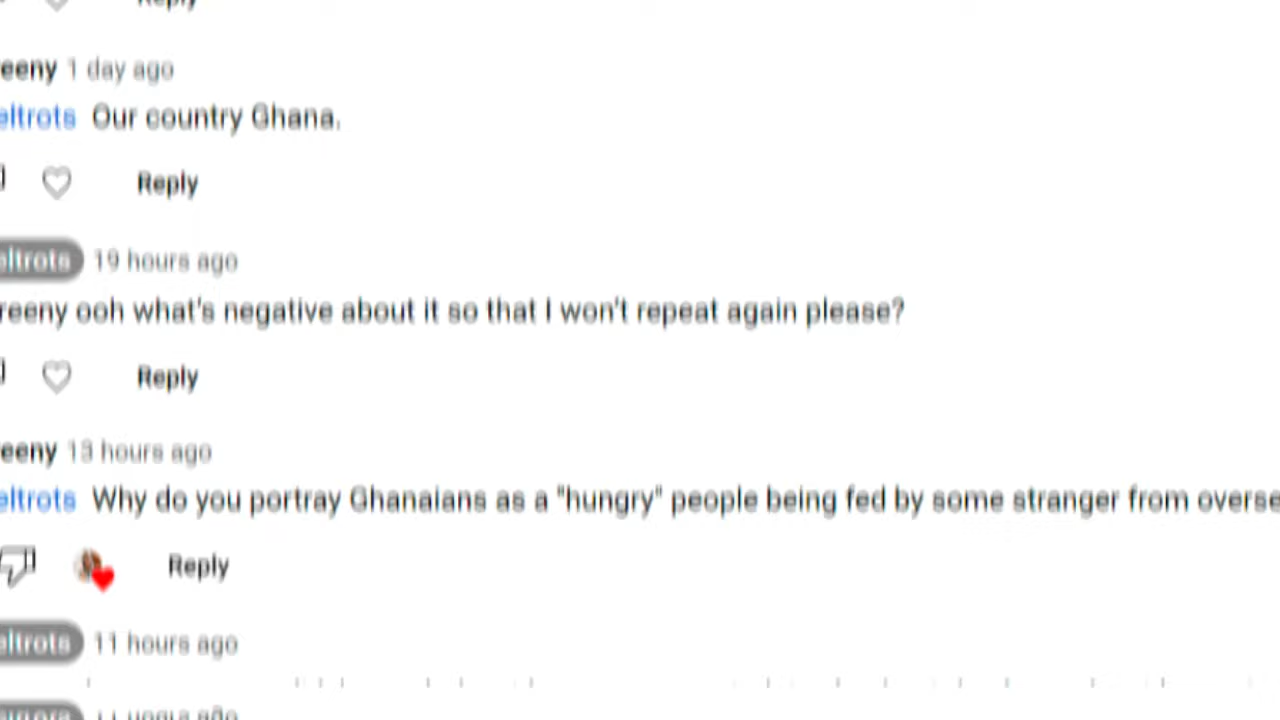 Reply
eeny 1 day ago
eltrots Our country Ghana.
Reply
eltrots 19 hours ago
reeny ooh what's negative about it so that I won't repeat again please?
Reply
eeny 13 hours ago
eltrots Why do you portray Ghanaians as a "hungry" people being fed by some stranger from overse
Reply
eltrots 11 hours ago